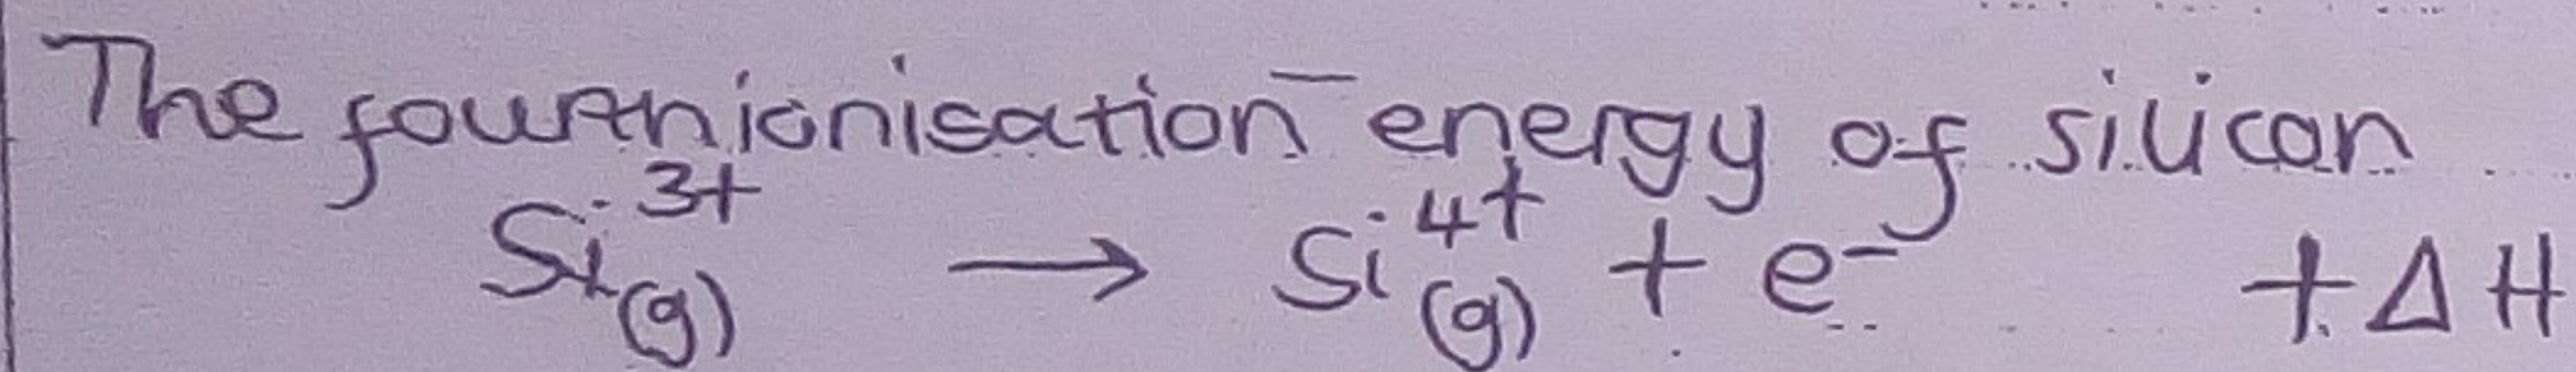 The fourth ionisation energy of silicon
Si³⁺(g) → Si⁴⁺(g) + e⁻ +ΔH